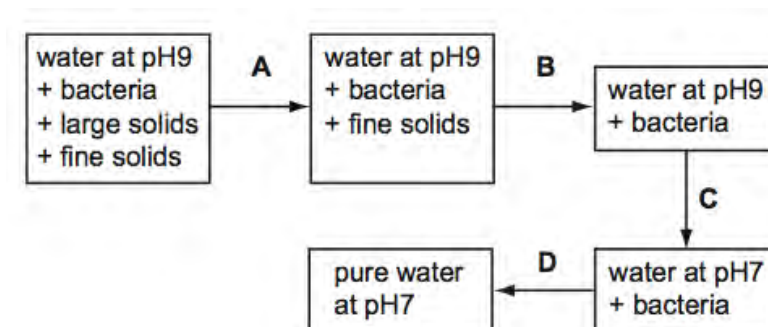 water at pH9
+ bacteria
+ large solids
+ fine solids
A
water at pH9
+ bacteria
+ fine solids
B
water at pH9
+ bacteria
C
water at pH7
+ bacteria
D
pure water
at pH7